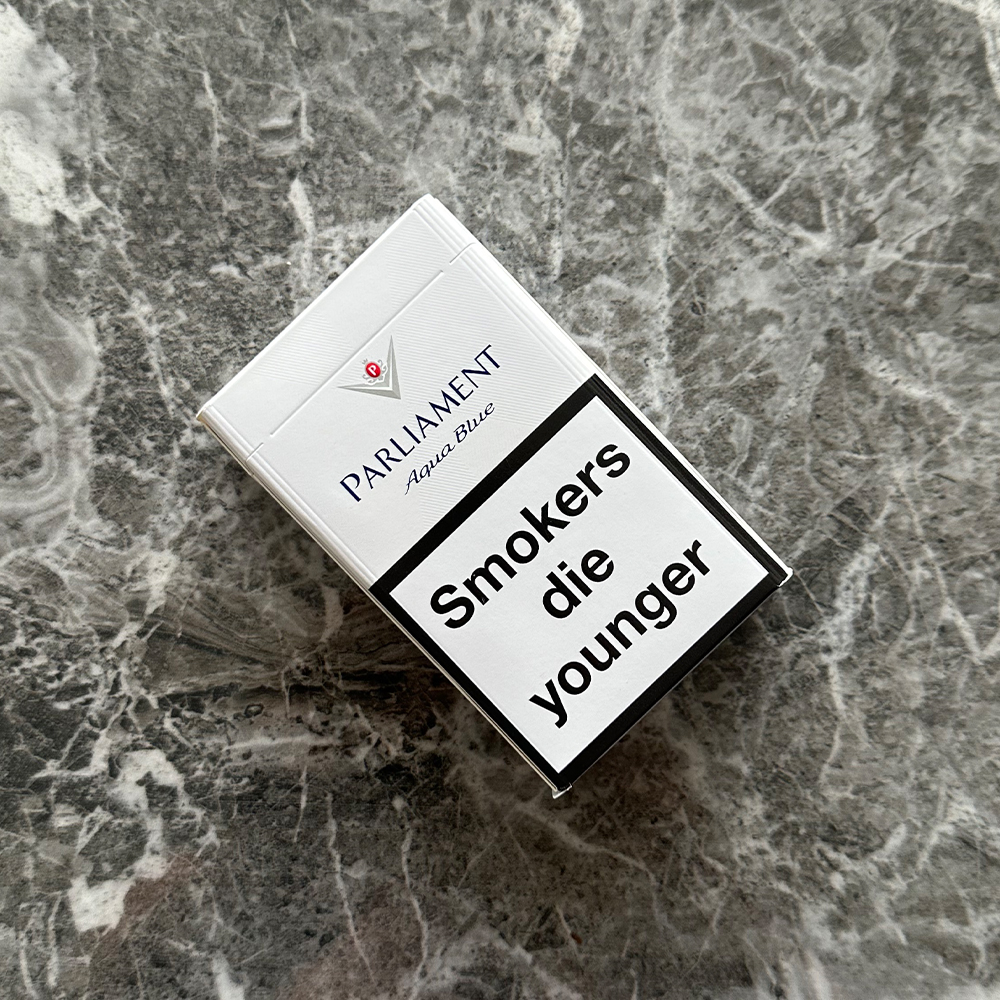 P
PARLIAMENT
Aqua Blue
Smokers
die
younger